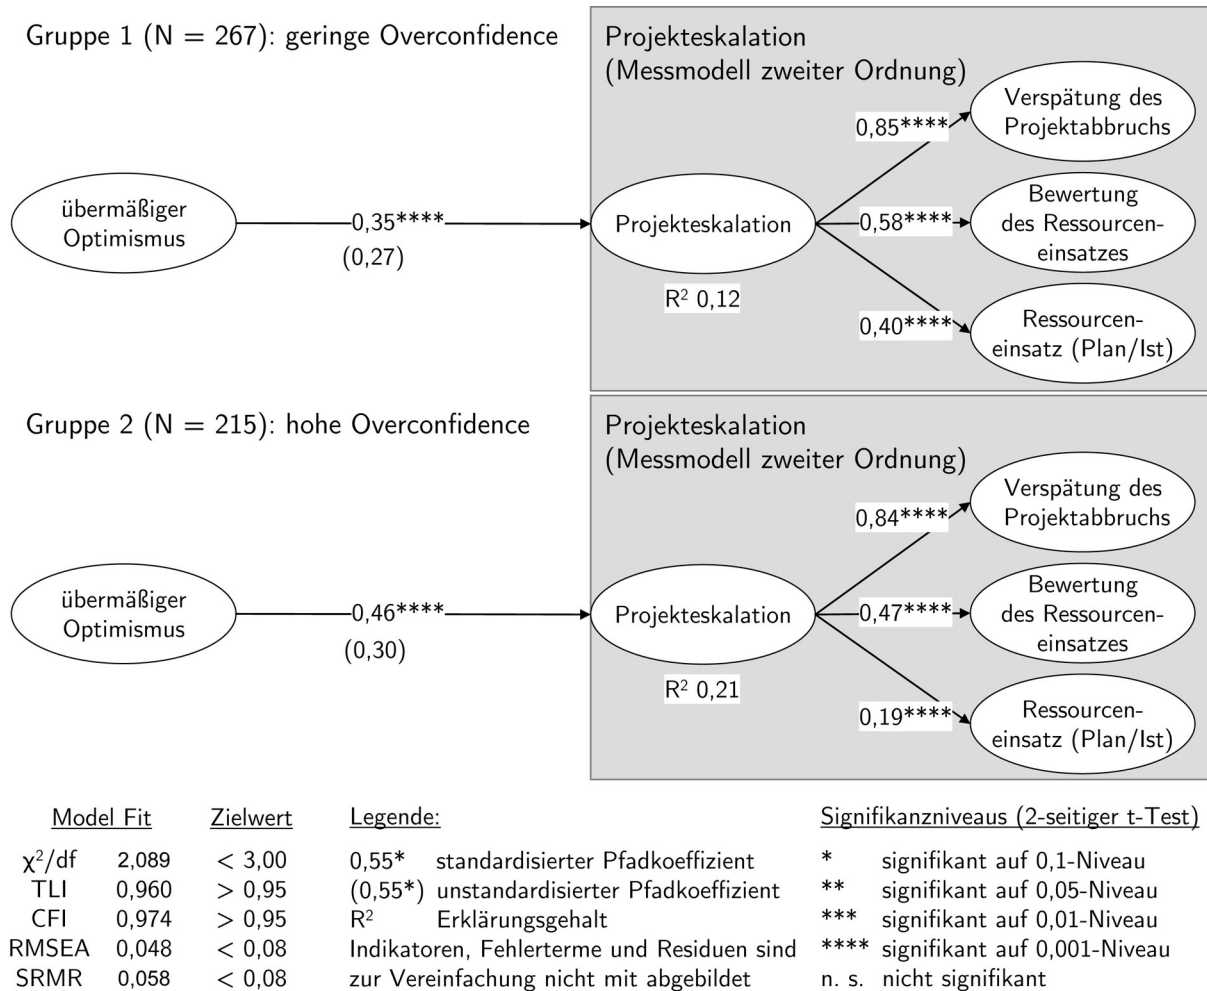 Gruppe 1 (N = 267): geringe Overconfidence
Projekteskalation
(Messmodell zweiter Ordnung)
übermäßiger
Optimismus
0,35****
(0,27)
Projekteskalation
R² 0,12
0,85****
0,58****
0,40****
Verspätung des
Projektabbruchs
Bewertung
des Ressourcen-
einsatzes
Ressourcen-
einsatz (Plan/Ist)
Gruppe 2 (N = 215): hohe Overconfidence
Projekteskalation
(Messmodell zweiter Ordnung)
übermäßiger
Optimismus
0,46****
(0,30)
Projekteskalation
R² 0,21
0,84****
0,47****
0,19****
Verspätung des
Projektabbruchs
Bewertung
des Ressourcen-
einsatzes
Ressourcen-
einsatz (Plan/Ist)
Model Fit Zielwert
χ²/df 2,089 < 3,00
TLI 0,960 > 0,95
CFI 0,974 > 0,95
RMSEA 0,048 < 0,08
SRMR 0,058 < 0,08
Legende:
0,55* standardisierter Pfadkoeffizient
(0,55*) unstandardisierter Pfadkoeffizient
R² Erklärungsgehalt
Indikatoren, Fehlerterme und Residuen sind
zur Vereinfachung nicht mit abgebildet
Signifikanzniveaus (2-seitiger t-Test)
* signifikant auf 0,1-Niveau
** signifikant auf 0,05-Niveau
*** signifikant auf 0,01-Niveau
**** signifikant auf 0,001-Niveau
n. s. nicht signifikant